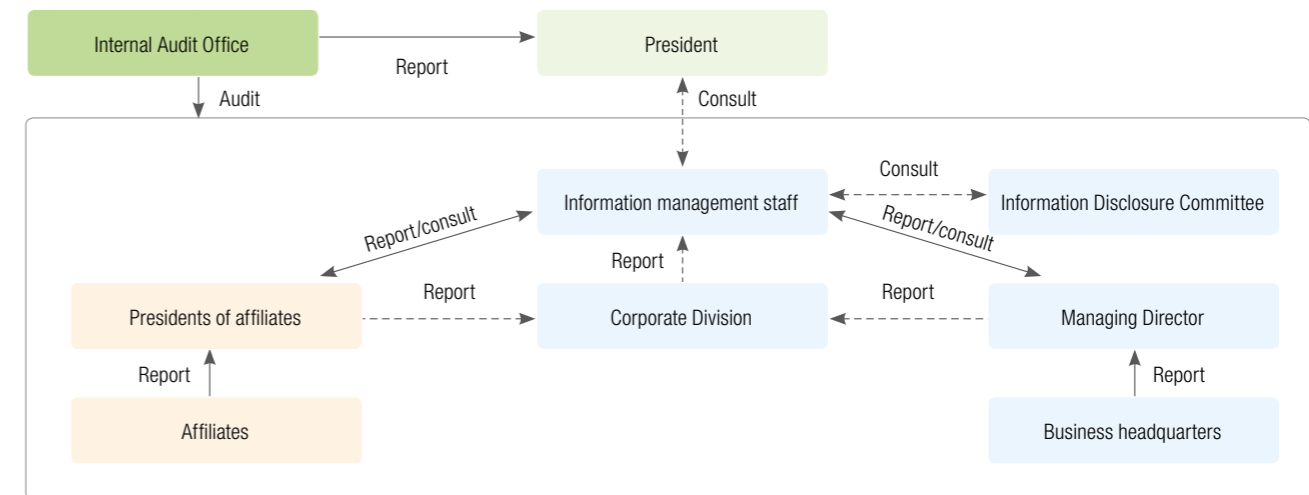 Internal Audit Office
Report
President
Audit
Consult
Information management staff
Consult
Information Disclosure Committee
Report/consult
Report
Report/consult
Presidents of affiliates
Report
Corporate Division
Report
Managing Director
Report
Report
Affiliates
Business headquarters